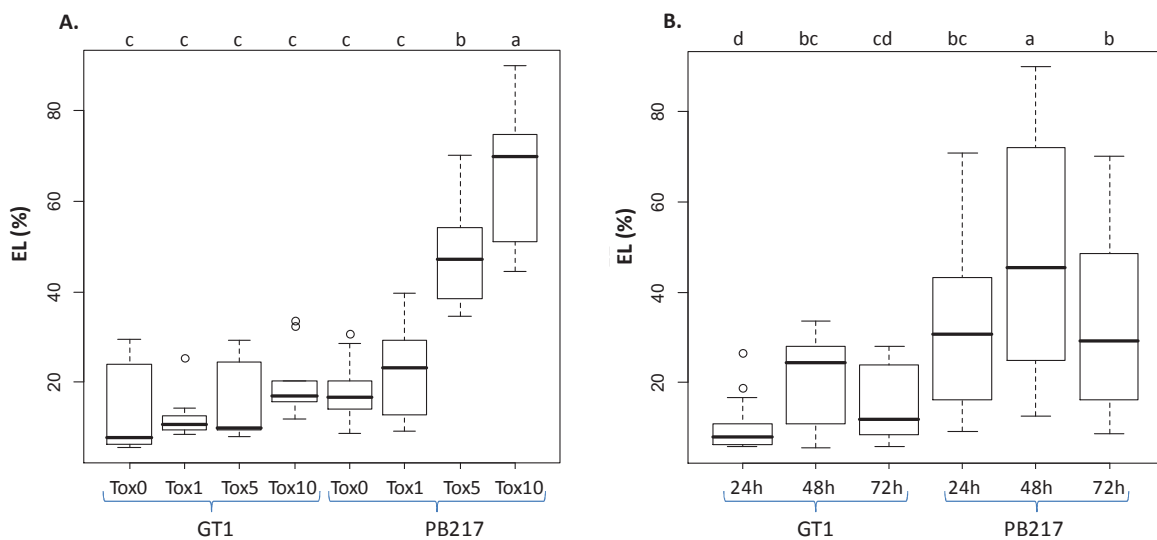 A.
c c c c c c b a
EL (%)
80
60
40
20
Tox0 Tox1 Tox5 Tox10 Tox0 Tox1 Tox5 Tox10
GT1 PB217
B.
d bc cd bc a b
EL (%)
80
60
40
20
24h 48h 72h 24h 48h 72h
GT1 PB217